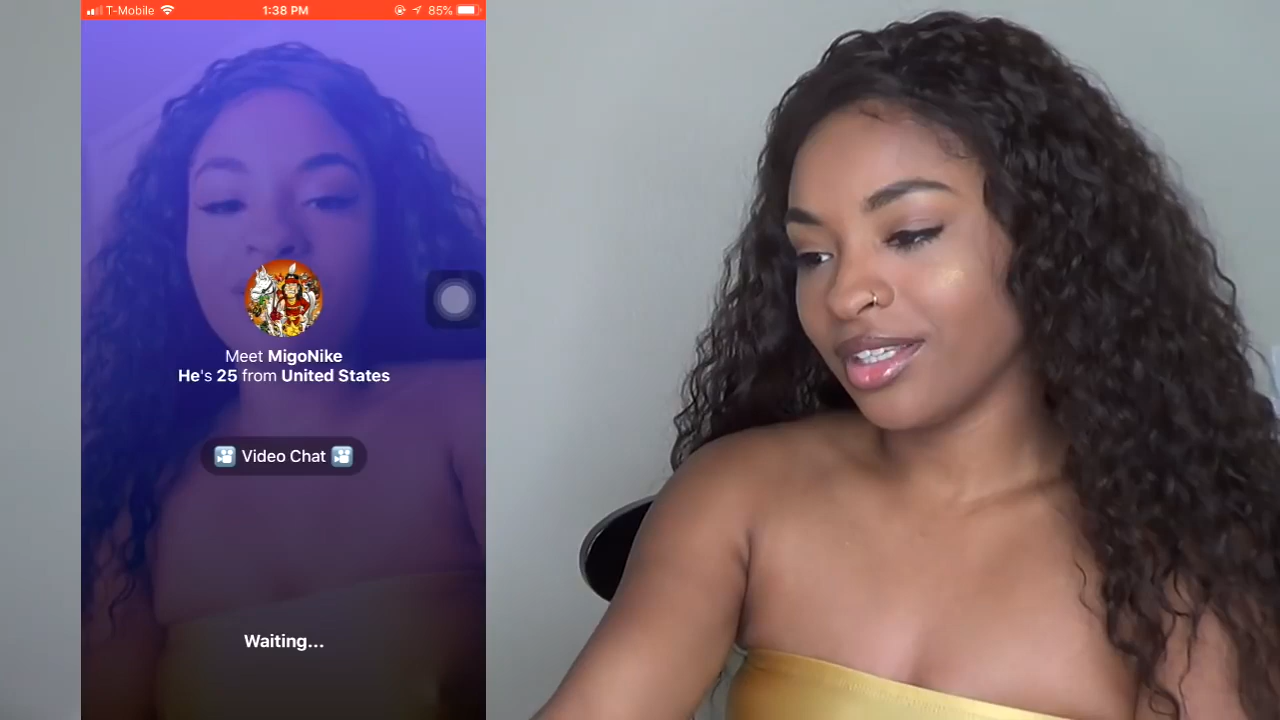 T-Mobile 1:38 PM 85%
Meet MigoNike
He's 25 from United States
Video Chat
Waiting...